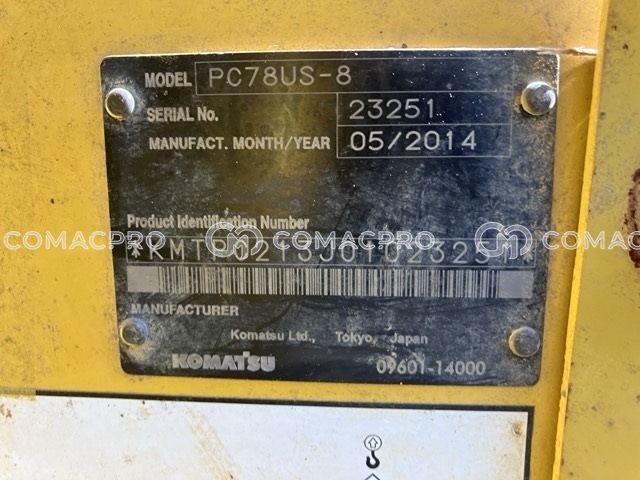 MODEL PC78US-8
SERIAL No. 23251
MANUFACT. MONTH/YEAR 05/2014
Product Identification Number
COMACPRO COMACPRO COMACPRO
MANUFACTURER
Komatsu Ltd., Tokyo, Japan
KOMATSU 09601-14000